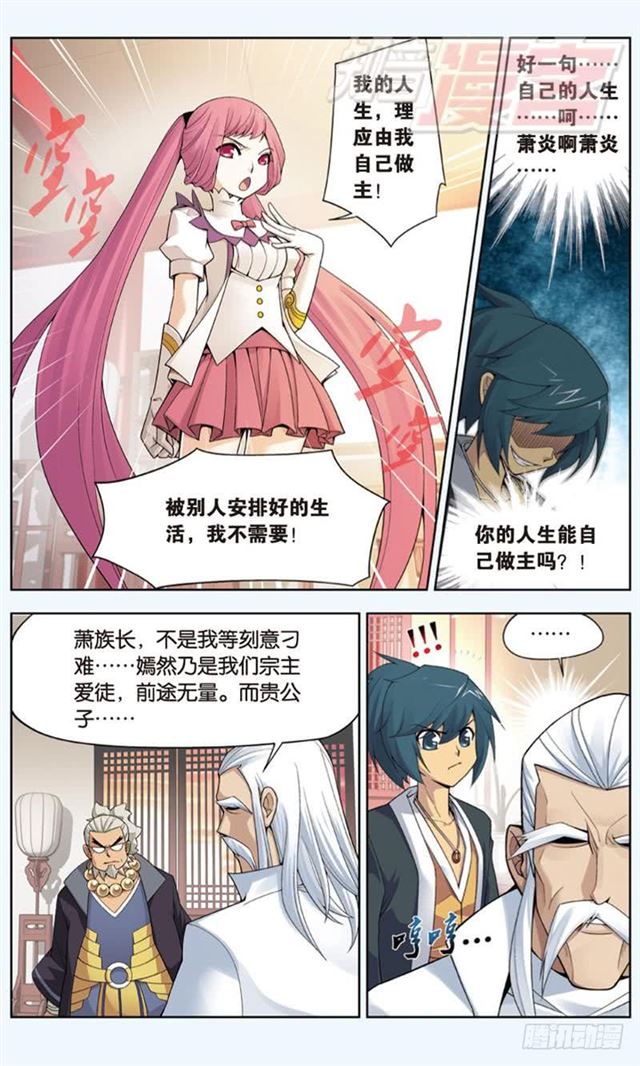 我的人
生，理
应由我
自己做
主！
好一句……
自己的人生
……呵……
萧炎啊萧炎
……
空空
空空
被别人安排好的生
活，我不需要！
你的人生能自
己做主吗？！
萧族长，不是我等刻意刁
难……嫣然乃是我们宗主
爱徒，前途无量。而贵公
子……
!!!
……
哼哼…
腾讯动漫